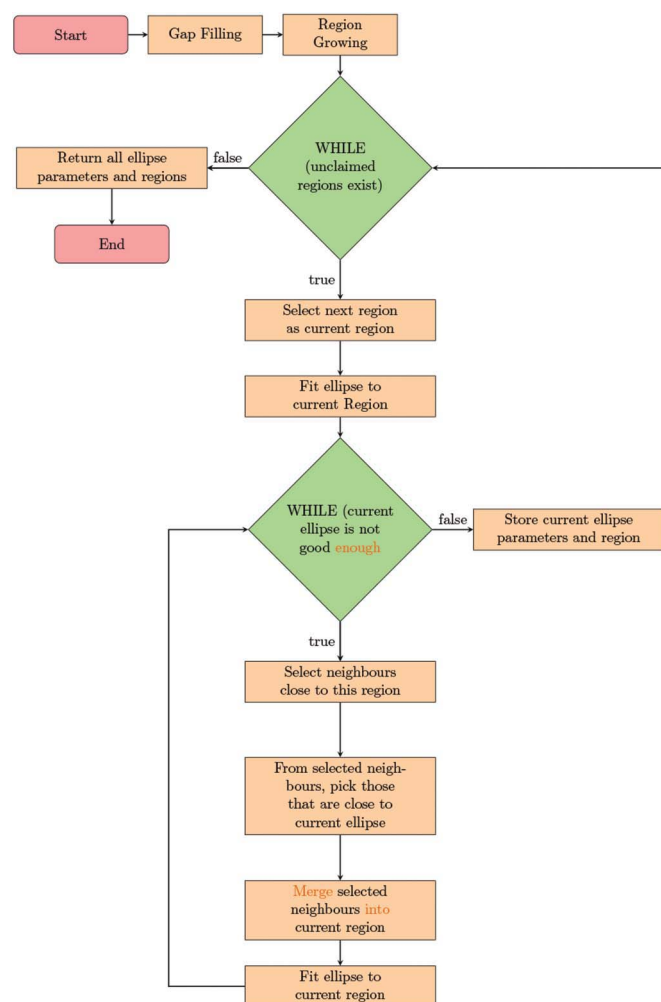 Start
Gap Filling
Region
Growing
WHILE
(unclaimed
regions exist)
false
Return all ellipse
parameters and regions
End
true
Select next region
as current region
Fit ellipse to
current Region
WHILE (current
ellipse is not
good enough
false
Store current ellipse
parameters and region
true
Select neighbours
close to this region
From selected neigh-
bours, pick those
that are close to
current ellipse
Merge selected
neighbours into
current region
Fit ellipse to
current region